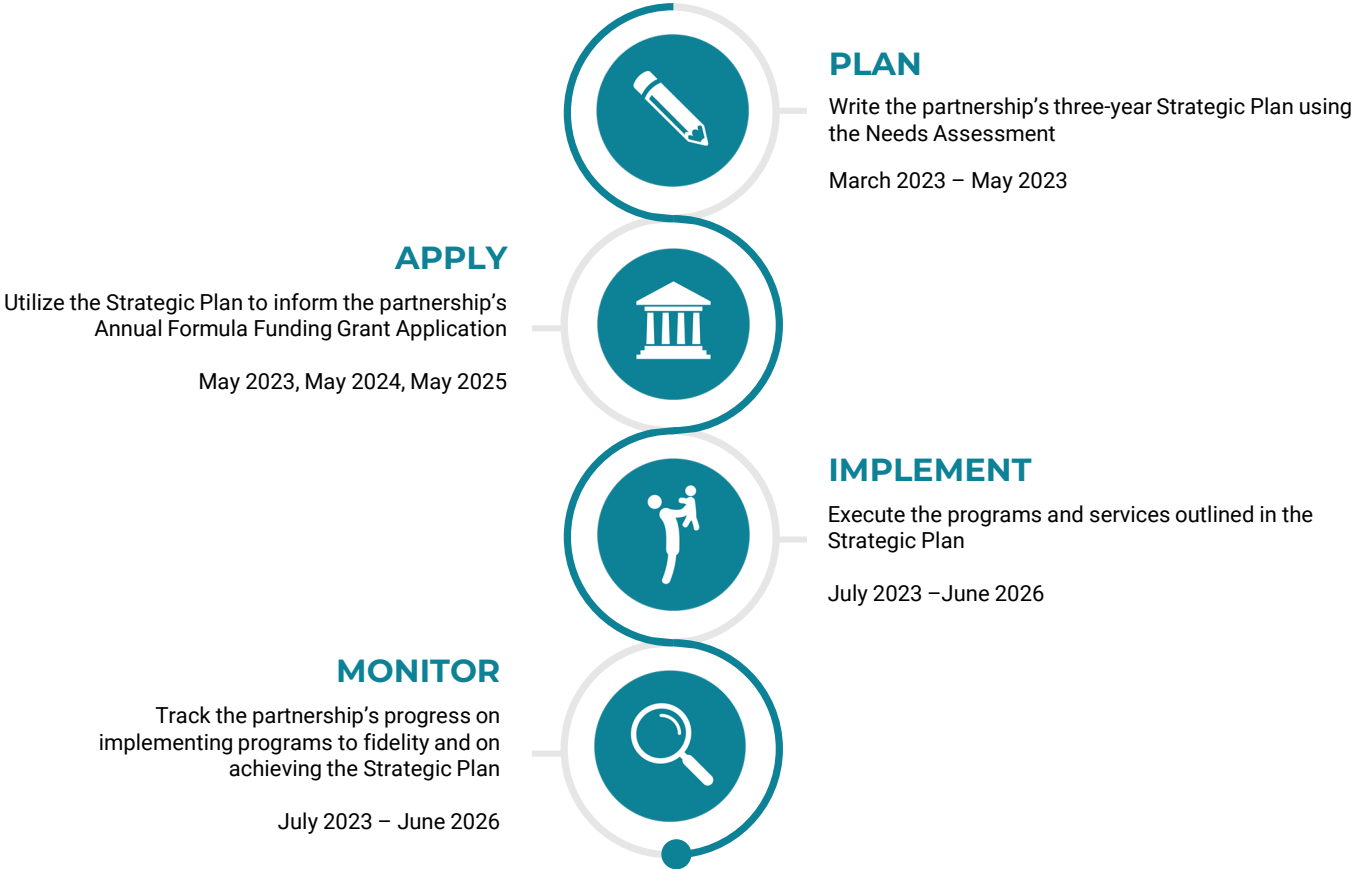 PLAN
Write the partnership's three-year Strategic Plan using
the Needs Assessment
March 2023 – May 2023
APPLY
Utilize the Strategic Plan to inform the partnership's
Annual Formula Funding Grant Application
May 2023, May 2024, May 2025
IMPLEMENT
Execute the programs and services outlined in the
Strategic Plan
July 2023 –June 2026
MONITOR
Track the partnership's progress on
implementing programs to fidelity and on
achieving the Strategic Plan
July 2023 – June 2026